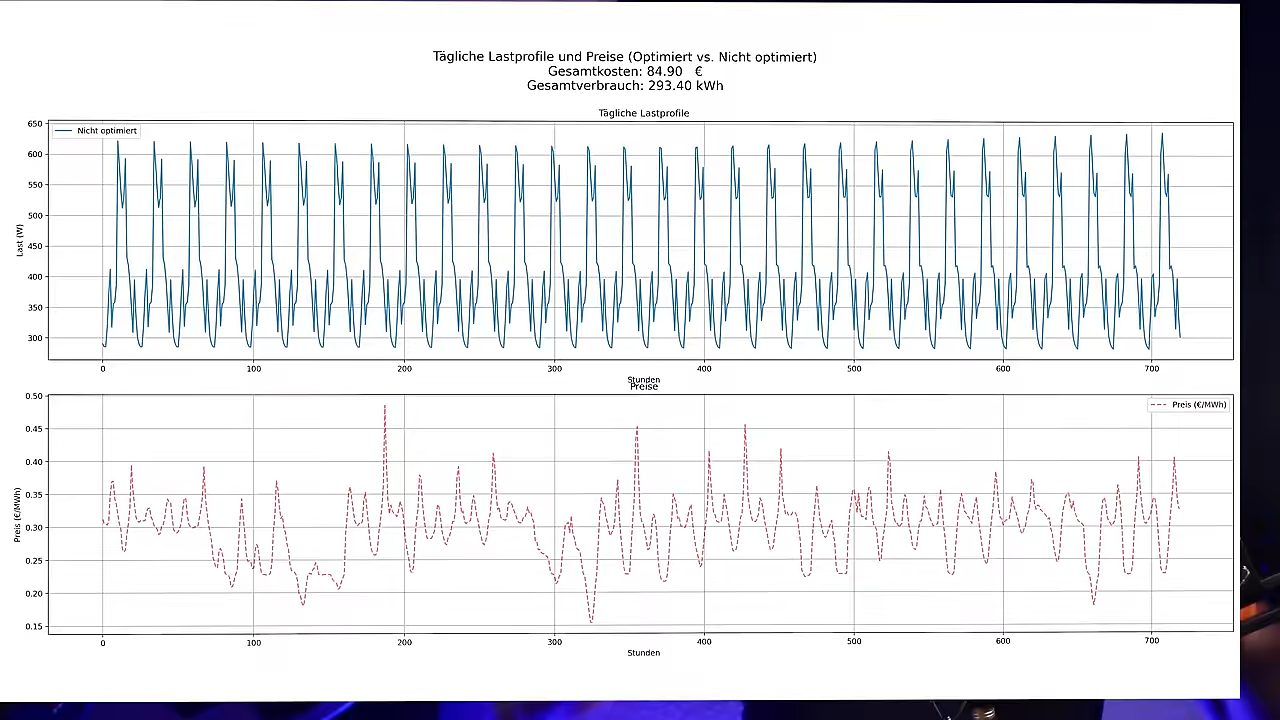 Tägliche Lastprofile und Preise (Optimiert vs. Nicht optimiert)
Gesamtkosten: 84.90 €
Gesamtverbrauch: 293.40 kWh
Tägliche Lastprofile
650
600
550
500
450
400
350
300
Last (W)
Nicht optimiert
0 100 200 300 400 500 600 700
Stunden
Preise
0.50
0.45
0.40
0.35
0.30
0.25
0.20
0.15
Preis (€/MWh)
Preis (€/MWh)
0 100 200 300 400 500 600 700
Stunden